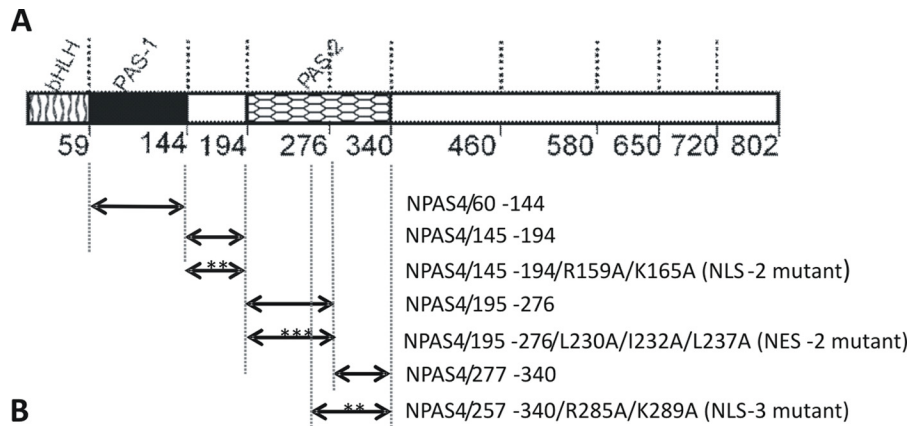 A
bHLH PAS-1 PAS-2
59 144 194 276 340 460 580 650 720 802
NPAS4/60 -144
NPAS4/145 -194
** NPAS4/145 -194/R159A/K165A (NLS -2 mutant)
NPAS4/195 -276
*** NPAS4/195 -276/L230A/I232A/L237A (NES -2 mutant)
NPAS4/277 -340
B ** NPAS4/257 -340/R285A/K289A (NLS-3 mutant)